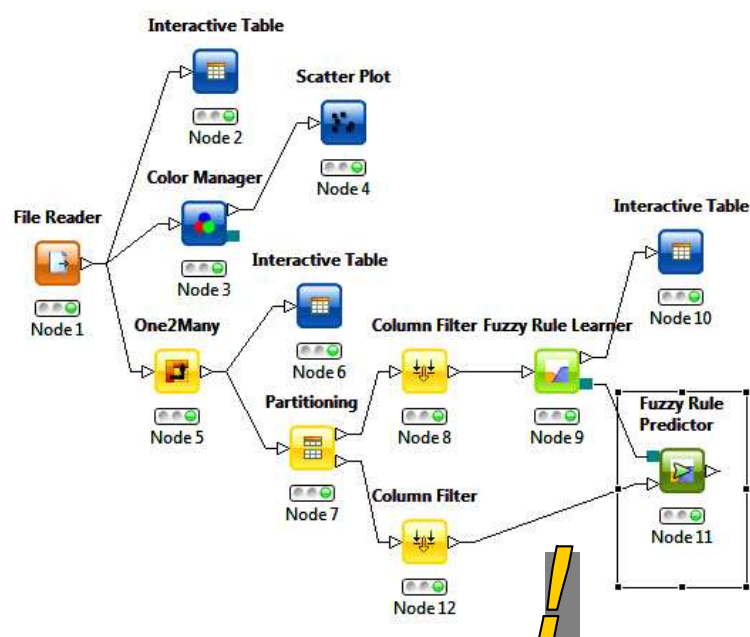 Interactive Table
Node 2
Scatter Plot
Node 4
Color Manager
Node 3
File Reader
Node 1
Interactive Table
Node 6
One2Many
Node 5
Partitioning
Node 7
Column Filter
Node 8
Fuzzy Rule Learner
Node 9
Interactive Table
Node 10
Fuzzy Rule
Predictor
Node 11
Column Filter
Node 12